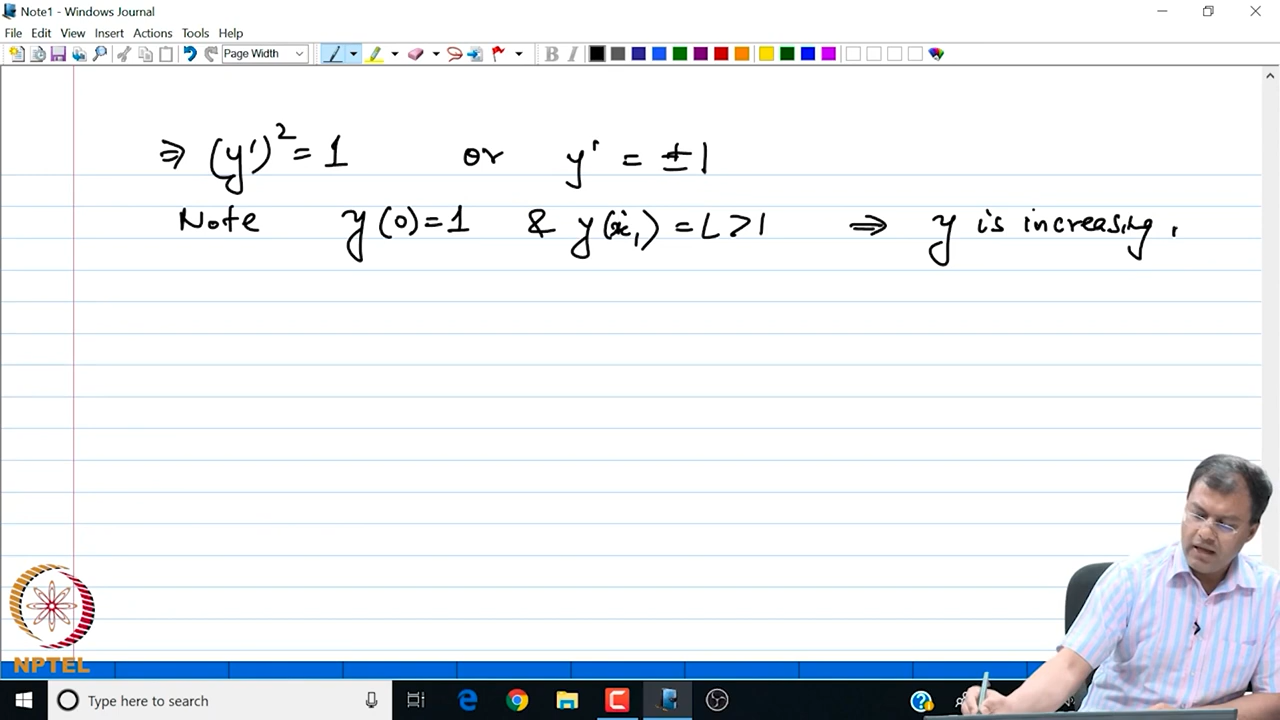 Note1 - Windows Journal
File Edit View Insert Actions Tools Help
Page Width B I
⇒ (y')² = 1 or y' = ±1
Note y(0) = 1 & y(x₁) = L > 1 ⇒ y is increasing.
NPTEL
Type here to search